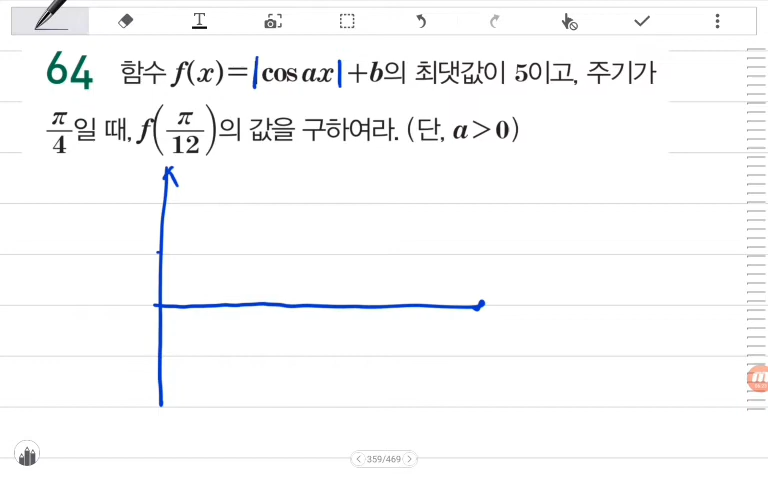 T
64 함수 f(x)=|cos ax|+b의 최댓값이 5이고, 주기가
π/4일 때, f(π/12)의 값을 구하여라. (단, a>0)
359/469